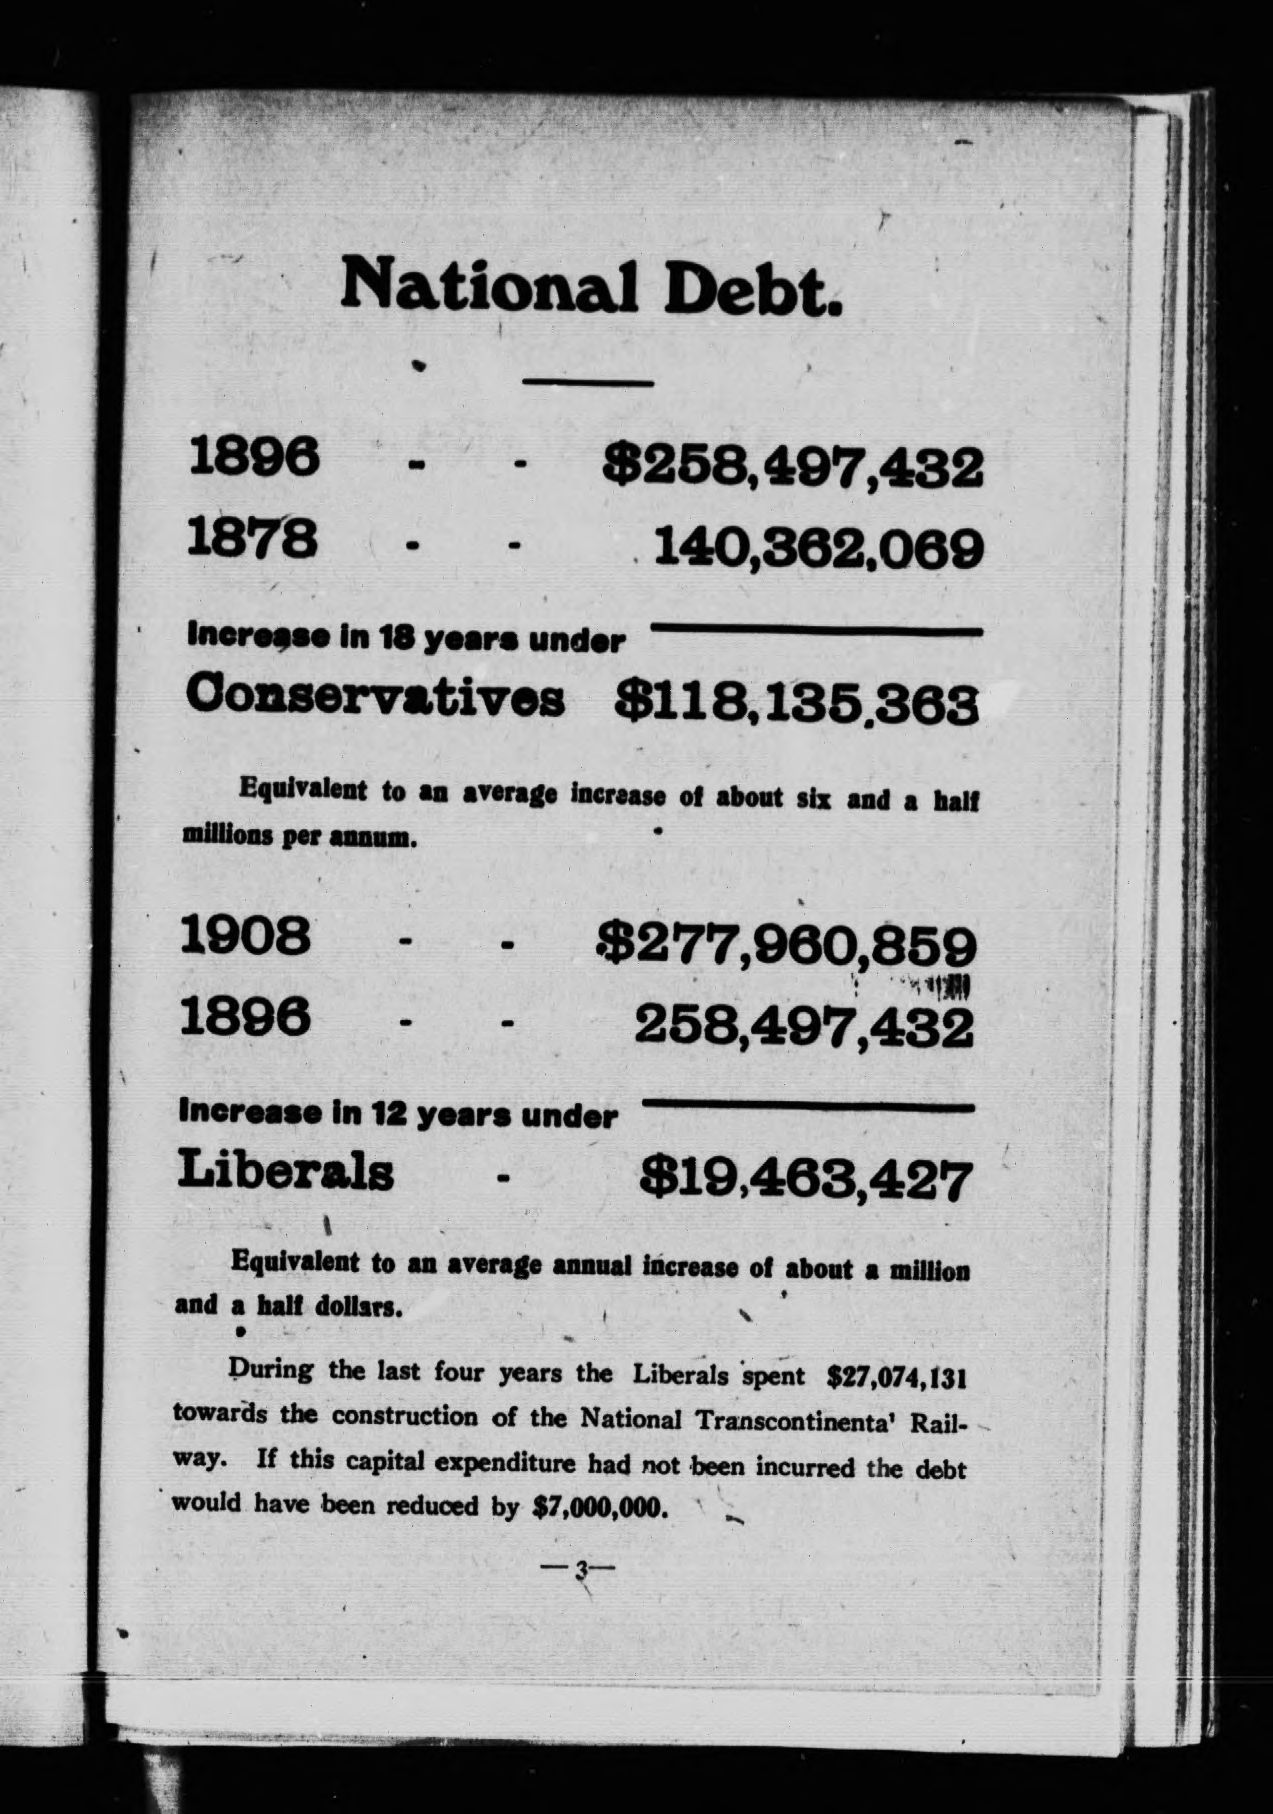 National Debt.
1896 - - $258,497,432
1878 - - 140,362,069
Increase in 18 years under
Conservatives $118,135,363
Equivalent to an average increase of about six and a half
millions per annum.
1908 - - $277,960,859
1896 - - 258,497,432
Increase in 12 years under
Liberals - $19,463,427
Equivalent to an average annual increase of about a million
and a half dollars.
During the last four years the Liberals spent $27,074,131
towards the construction of the National Transcontinenta' Rail-
way. If this capital expenditure had not been incurred the debt
would have been reduced by $7,000,000.
—3—